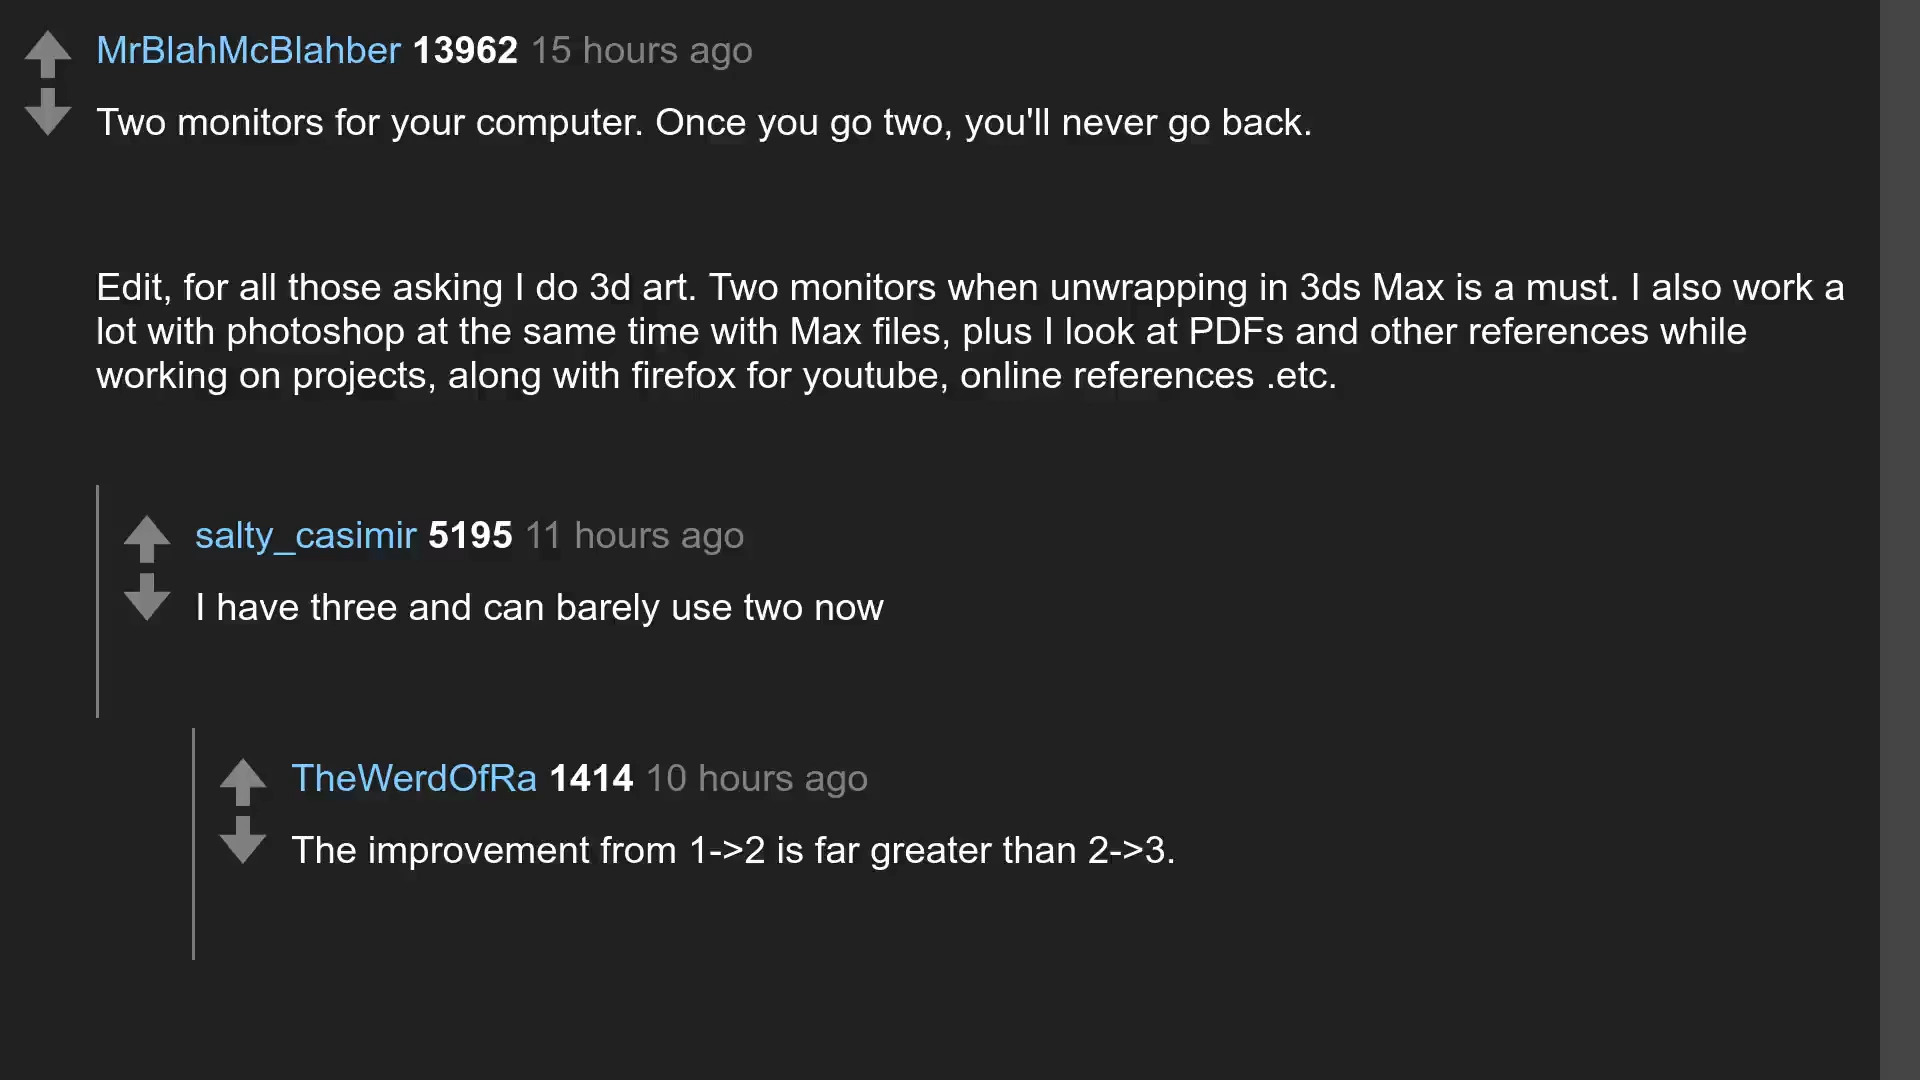 MrBlahMcBlahber 13962 15 hours ago
Two monitors for your computer. Once you go two, you'll never go back.
Edit, for all those asking I do 3d art. Two monitors when unwrapping in 3ds Max is a must. I also work a
lot with photoshop at the same time with Max files, plus I look at PDFs and other references while
working on projects, along with firefox for youtube, online references .etc.
salty_casimir 5195 11 hours ago
I have three and can barely use two now
TheWerdOfRa 1414 10 hours ago
The improvement from 1->2 is far greater than 2->3.